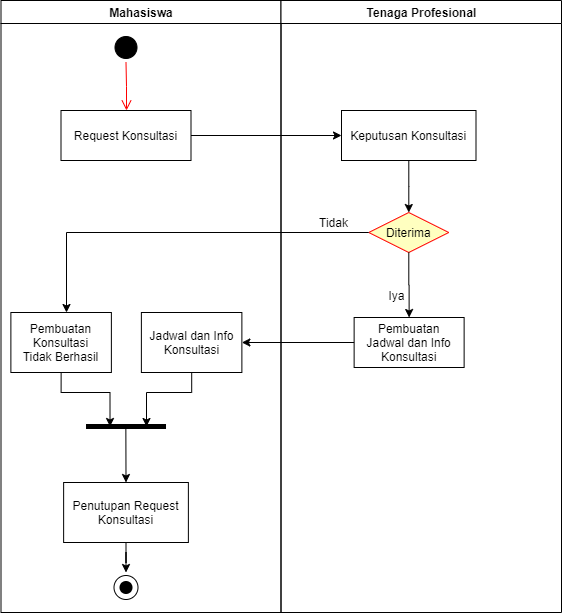 Mahasiswa
Tenaga Profesional
Request Konsultasi
Keputusan Konsultasi
Tidak
Diterima
Iya
Pembuatan
Konsultasi
Tidak Berhasil
Jadwal dan Info
Konsultasi
Pembuatan
Jadwal dan Info
Konsultasi
Penutupan Request
Konsultasi